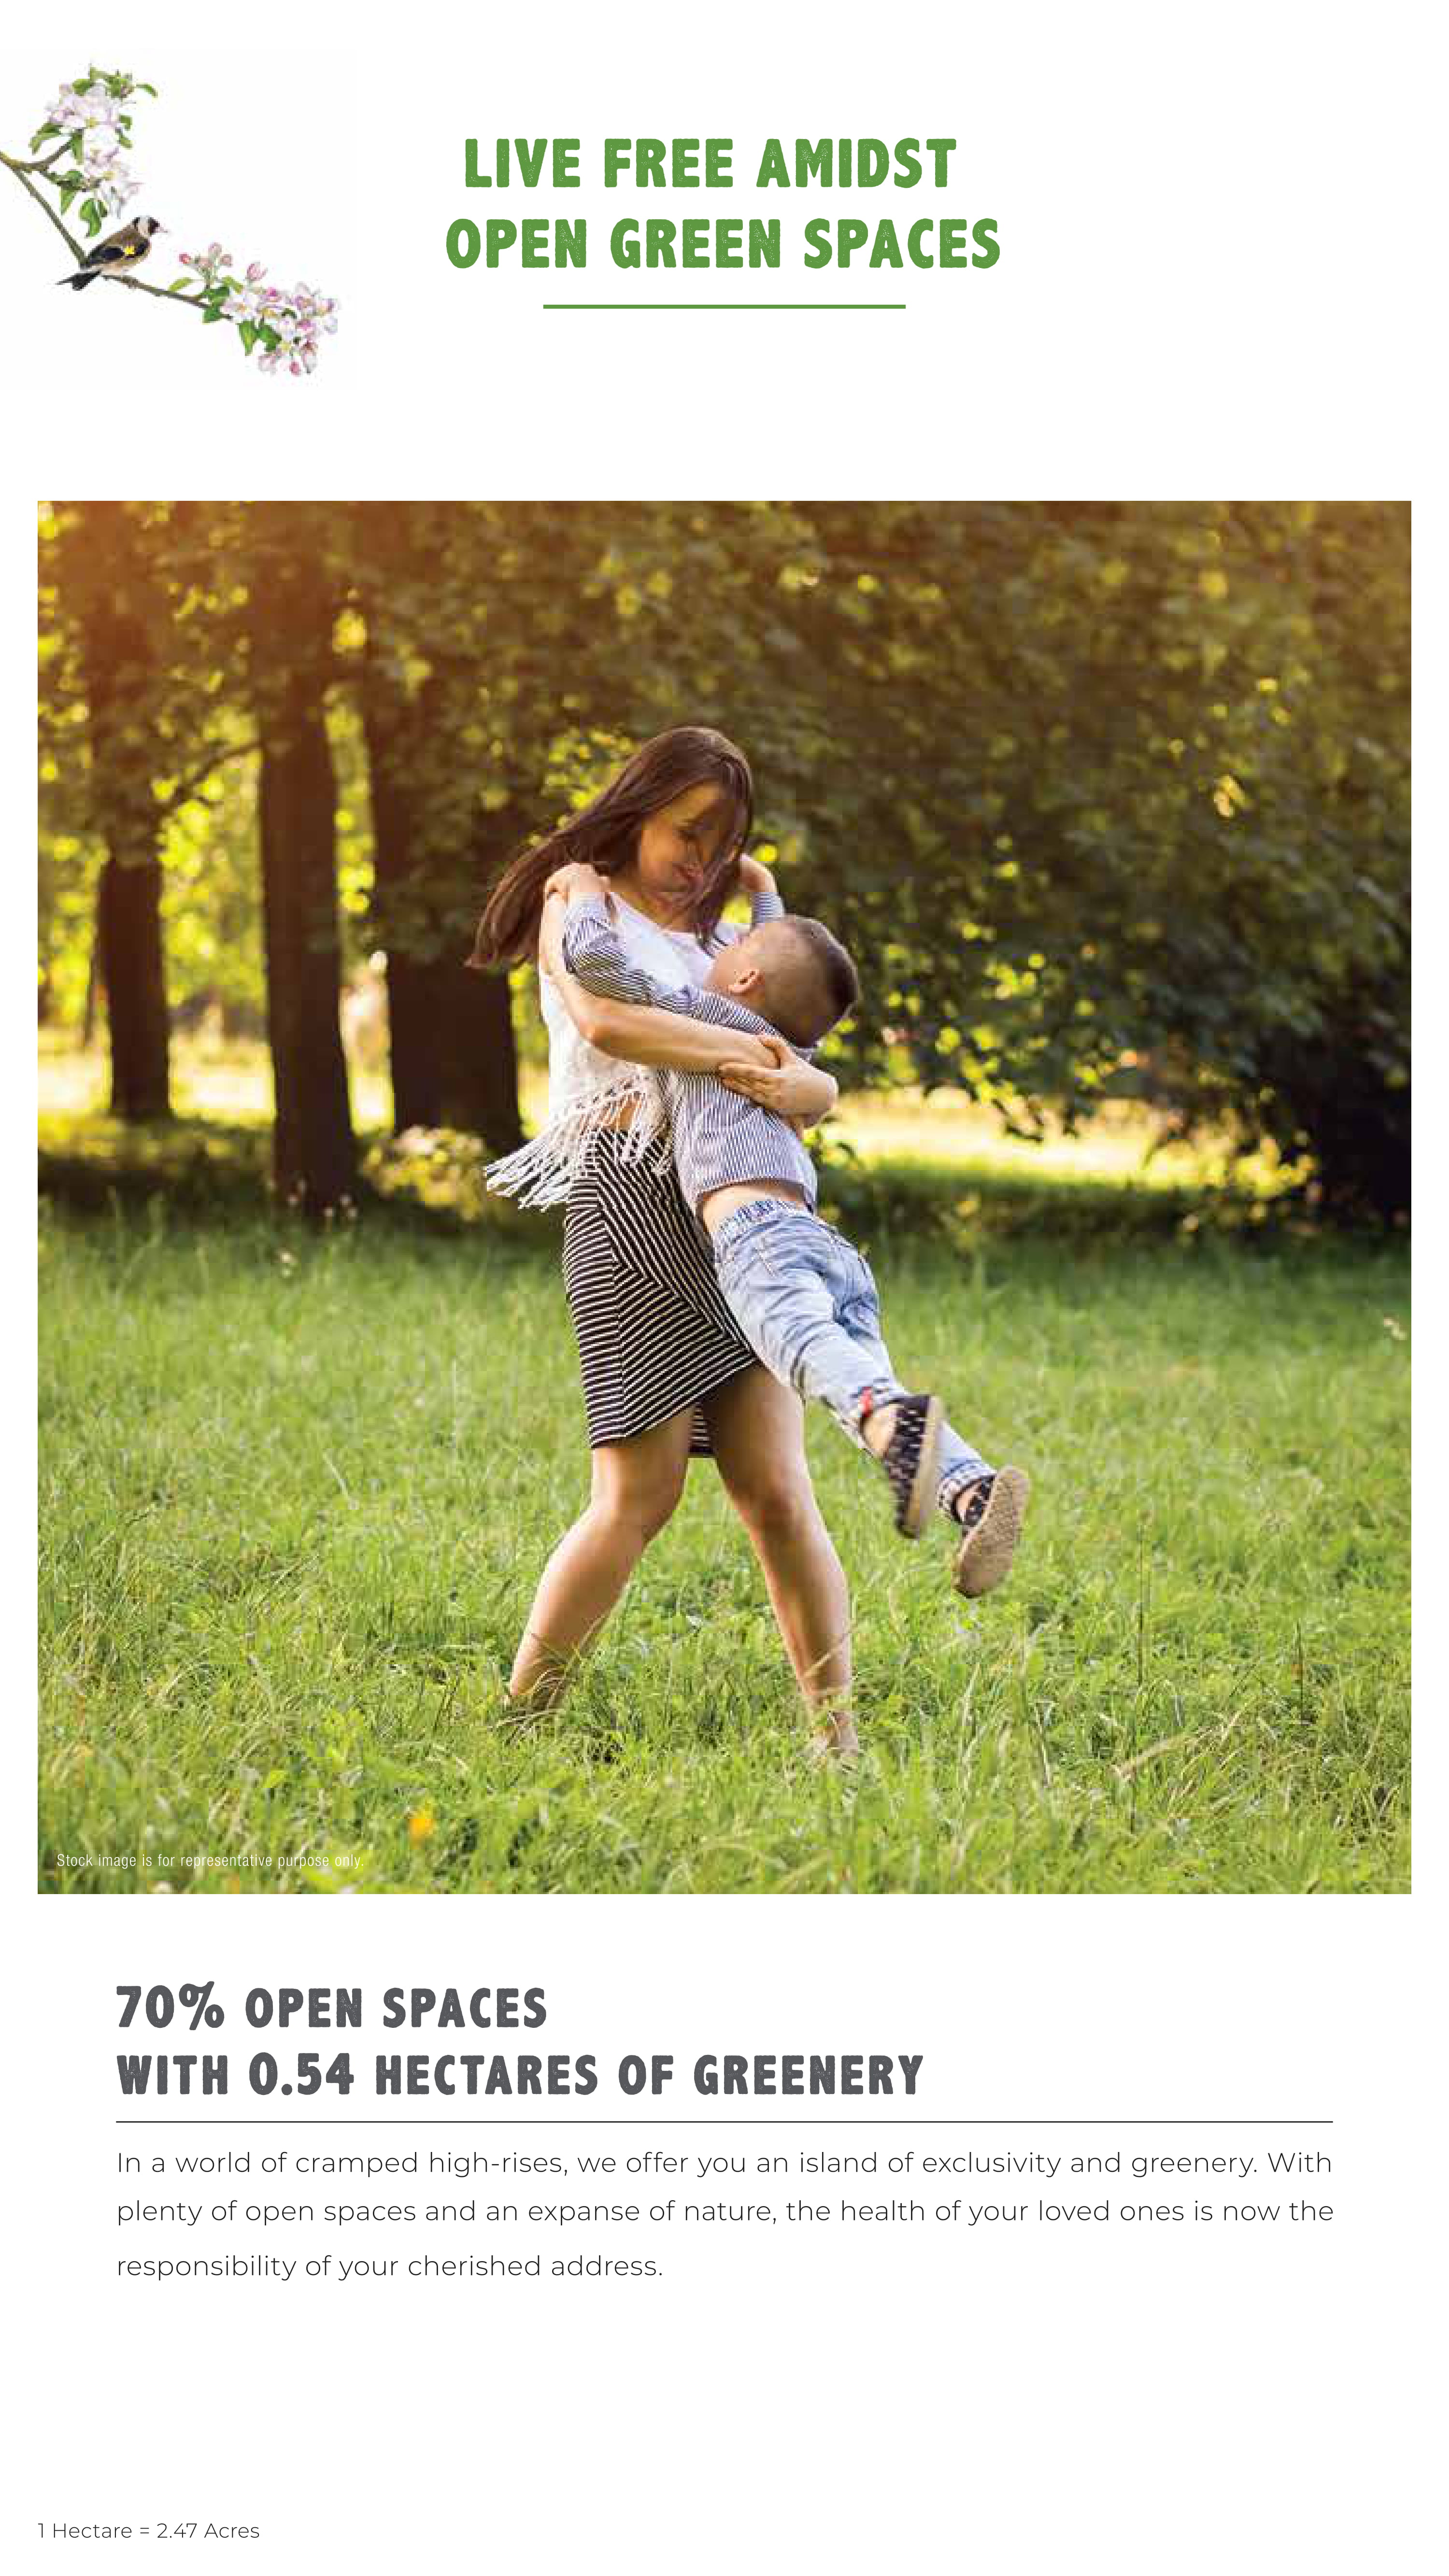 LIVE FREE AMIDST
OPEN GREEN SPACES
Stock image is for representative purpose only.
70% OPEN SPACES
WITH 0.54 HECTARES OF GREENERY
In a world of cramped high-rises, we offer you an island of exclusivity and greenery. With
plenty of open spaces and an expanse of nature, the health of your loved ones is now the
responsibility of your cherished address.
1 Hectare = 2.47 Acres